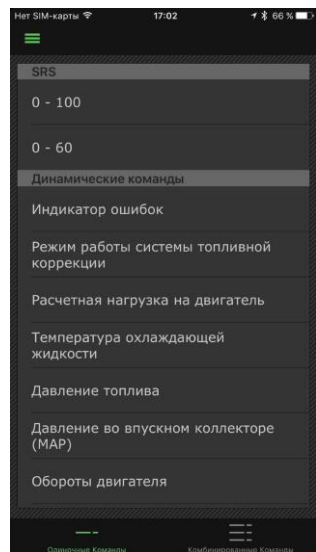 Нет SIM-карты 17:02 66 %
SRS
0 - 100
0 - 60
Динамические команды
Индикатор ошибок
Режим работы системы топливной
коррекции
Расчетная нагрузка на двигатель
Температура охлаждающей
жидкости
Давление топлива
Давление во впускном коллекторе
(MAP)
Обороты двигателя
Одиночные Команды Комбинированные Команды